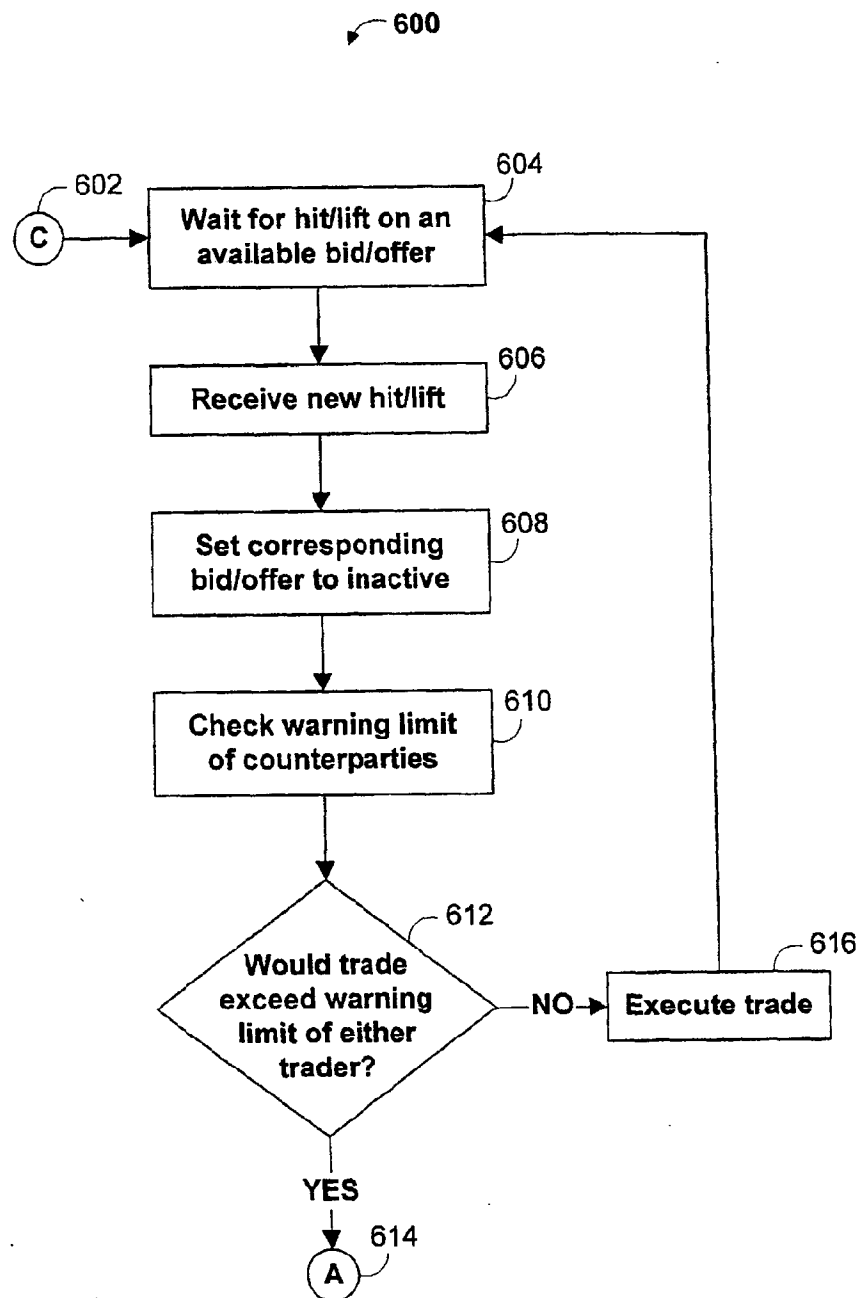 600
602
C
604
Wait for hit/lift on an
available bid/offer
606
Receive new hit/lift
608
Set corresponding
bid/offer to inactive
610
Check warning limit
of counterparties
612
Would trade
exceed warning
limit of either
trader?
NO
616
Execute trade
YES
614
A